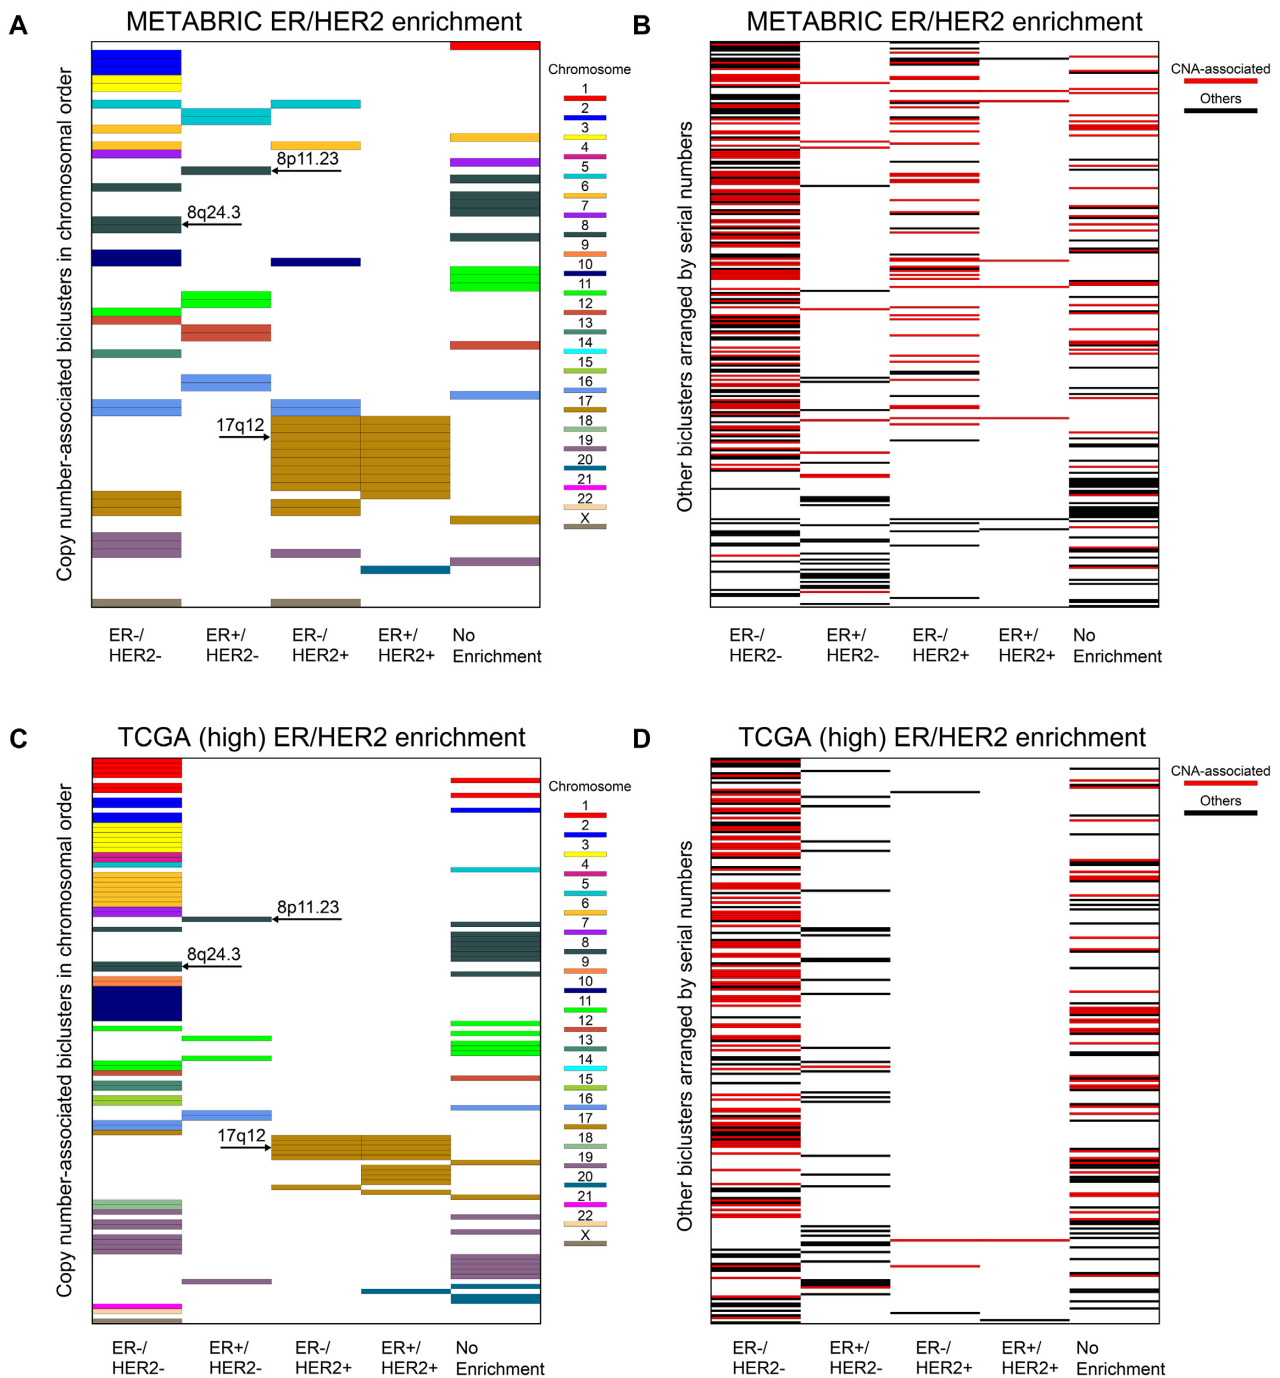 A
METABRIC ER/HER2 enrichment
Copy number-associated biclusters in chromosomal order
8p11.23
8q24.3
17q12
ER-/
HER2-
ER+/
HER2-
ER-/
HER2+
ER+/
HER2+
No
Enrichment
Chromosome
1
2
3
4
5
6
7
8
9
10
11
12
13
14
15
16
17
18
19
20
21
22
X
B
METABRIC ER/HER2 enrichment
Other biclusters arranged by serial numbers
ER-/
HER2-
ER+/
HER2-
ER-/
HER2+
ER+/
HER2+
No
Enrichment
CNA-associated
Others
C
TCGA (high) ER/HER2 enrichment
Copy number-associated biclusters in chromosomal order
8p11.23
8q24.3
17q12
ER-/
HER2-
ER+/
HER2-
ER-/
HER2+
ER+/
HER2+
No
Enrichment
Chromosome
1
2
3
4
5
6
7
8
9
10
11
12
13
14
15
16
17
18
19
20
21
22
X
D
TCGA (high) ER/HER2 enrichment
Other biclusters arranged by serial numbers
ER-/
HER2-
ER+/
HER2-
ER-/
HER2+
ER+/
HER2+
No
Enrichment
CNA-associated
Others